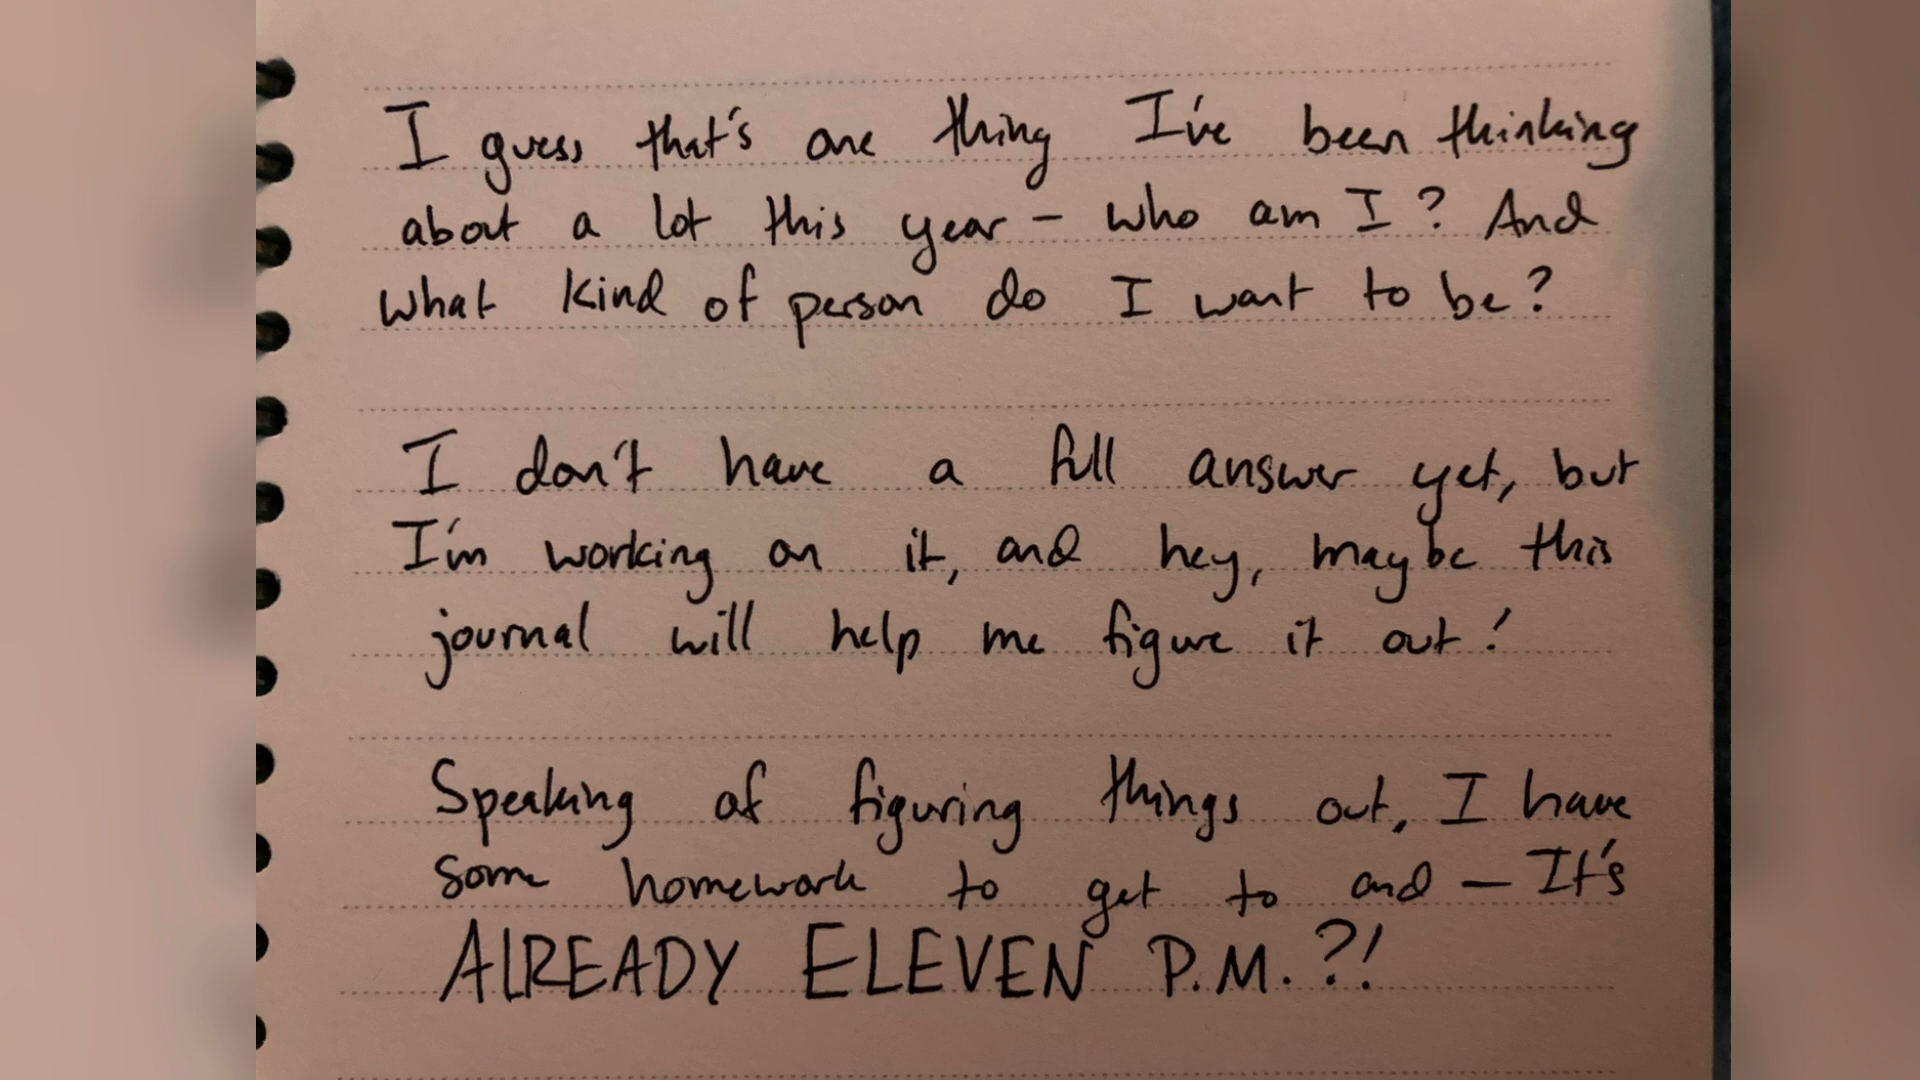 I guess that's one thing I've been thinking
about a lot this year – who am I? And
what kind of person do I want to be?
I don't have a full answer yet, but
I'm working on it, and hey, maybe this
journal will help me figure it out!
Speaking of figuring things out, I have
some homework to get to and – It's
ALREADY ELEVEN P.M.?!